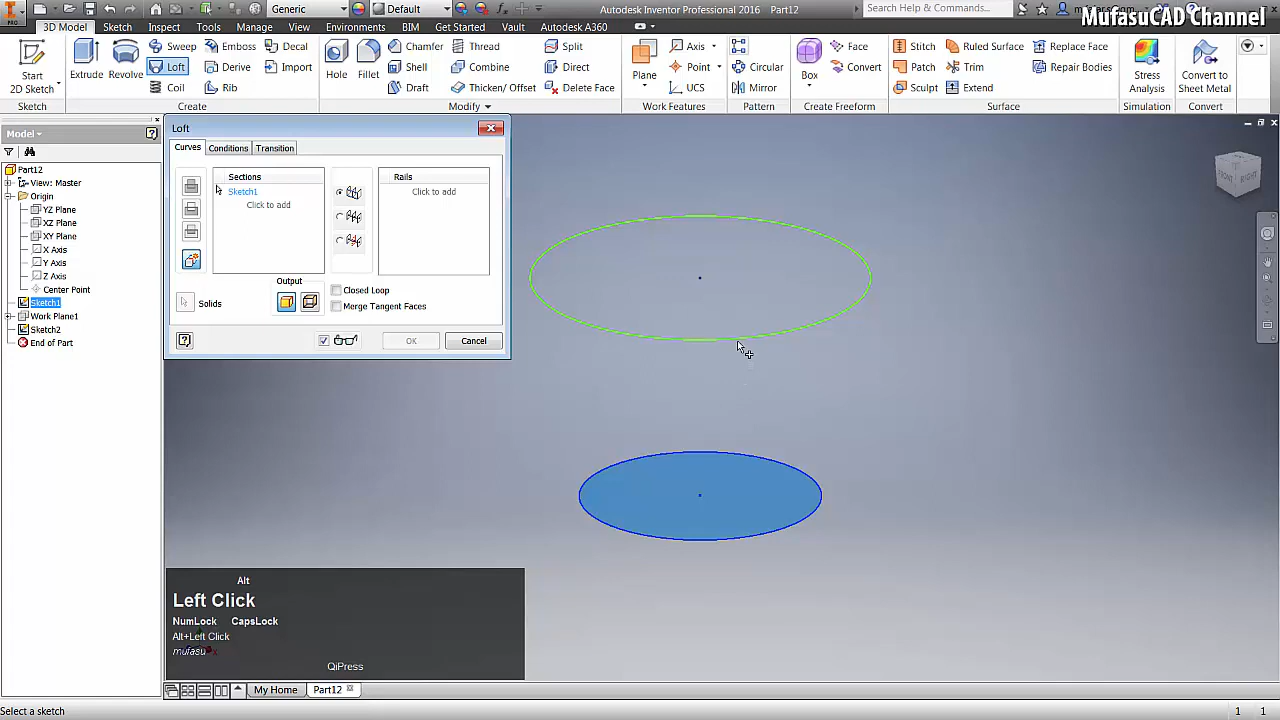 Generic
Default
Autodesk Inventor Professional 2016 Part12
Search Help & Commands...
MufasuCAD Channel
PRO
3D Model Sketch Inspect Tools Manage View Environments BIM Get Started Vault Autodesk A360
Start
2D Sketch
Extrude
Revolve
Sweep
Loft
Coil
Emboss
Derive
Rib
Decal
Import
Hole
Fillet
Chamfer
Shell
Draft
Thread
Combine
Thicken/ Offset
Split
Direct
Delete Face
Plane
Axis
Point
UCS
Circular
Mirror
Box
Face
Convert
Stitch
Patch
Sculpt
Ruled Surface
Trim
Extend
Replace Face
Repair Bodies
Stress
Analysis
Convert to
Sheet Metal
Sketch
Create
Modify
Work Features
Pattern
Create Freeform
Surface
Simulation
Convert
Model
Part12
View: Master
Origin
YZ Plane
XZ Plane
XY Plane
X Axis
Y Axis
Z Axis
Center Point
Sketch1
Work Plane1
Sketch2
End of Part
Loft
Curves Conditions Transition
Sections
Sketch1
Click to add
Rails
Click to add
Output
Solids
Closed Loop
Merge Tangent Faces
OK
Cancel
FRONT
RIGHT
Alt
Left Click
NumLock CapsLock
Alt+Left Click
mufasu
QiPress
My Home Part12
Select a sketch
1 1